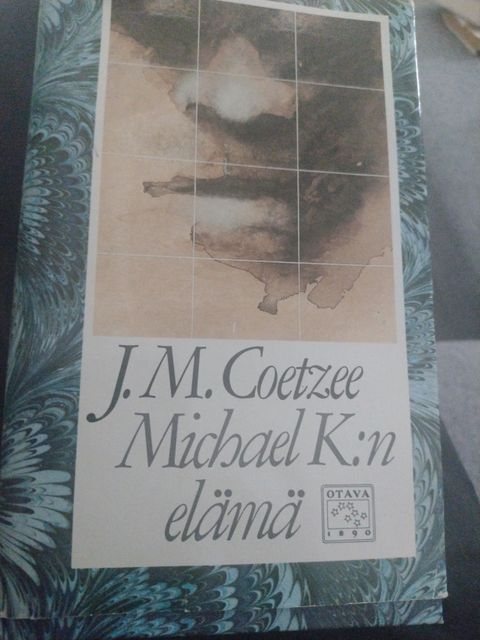 J. M. Coetzee
Michael K:n
elämä
OTAVA
1890